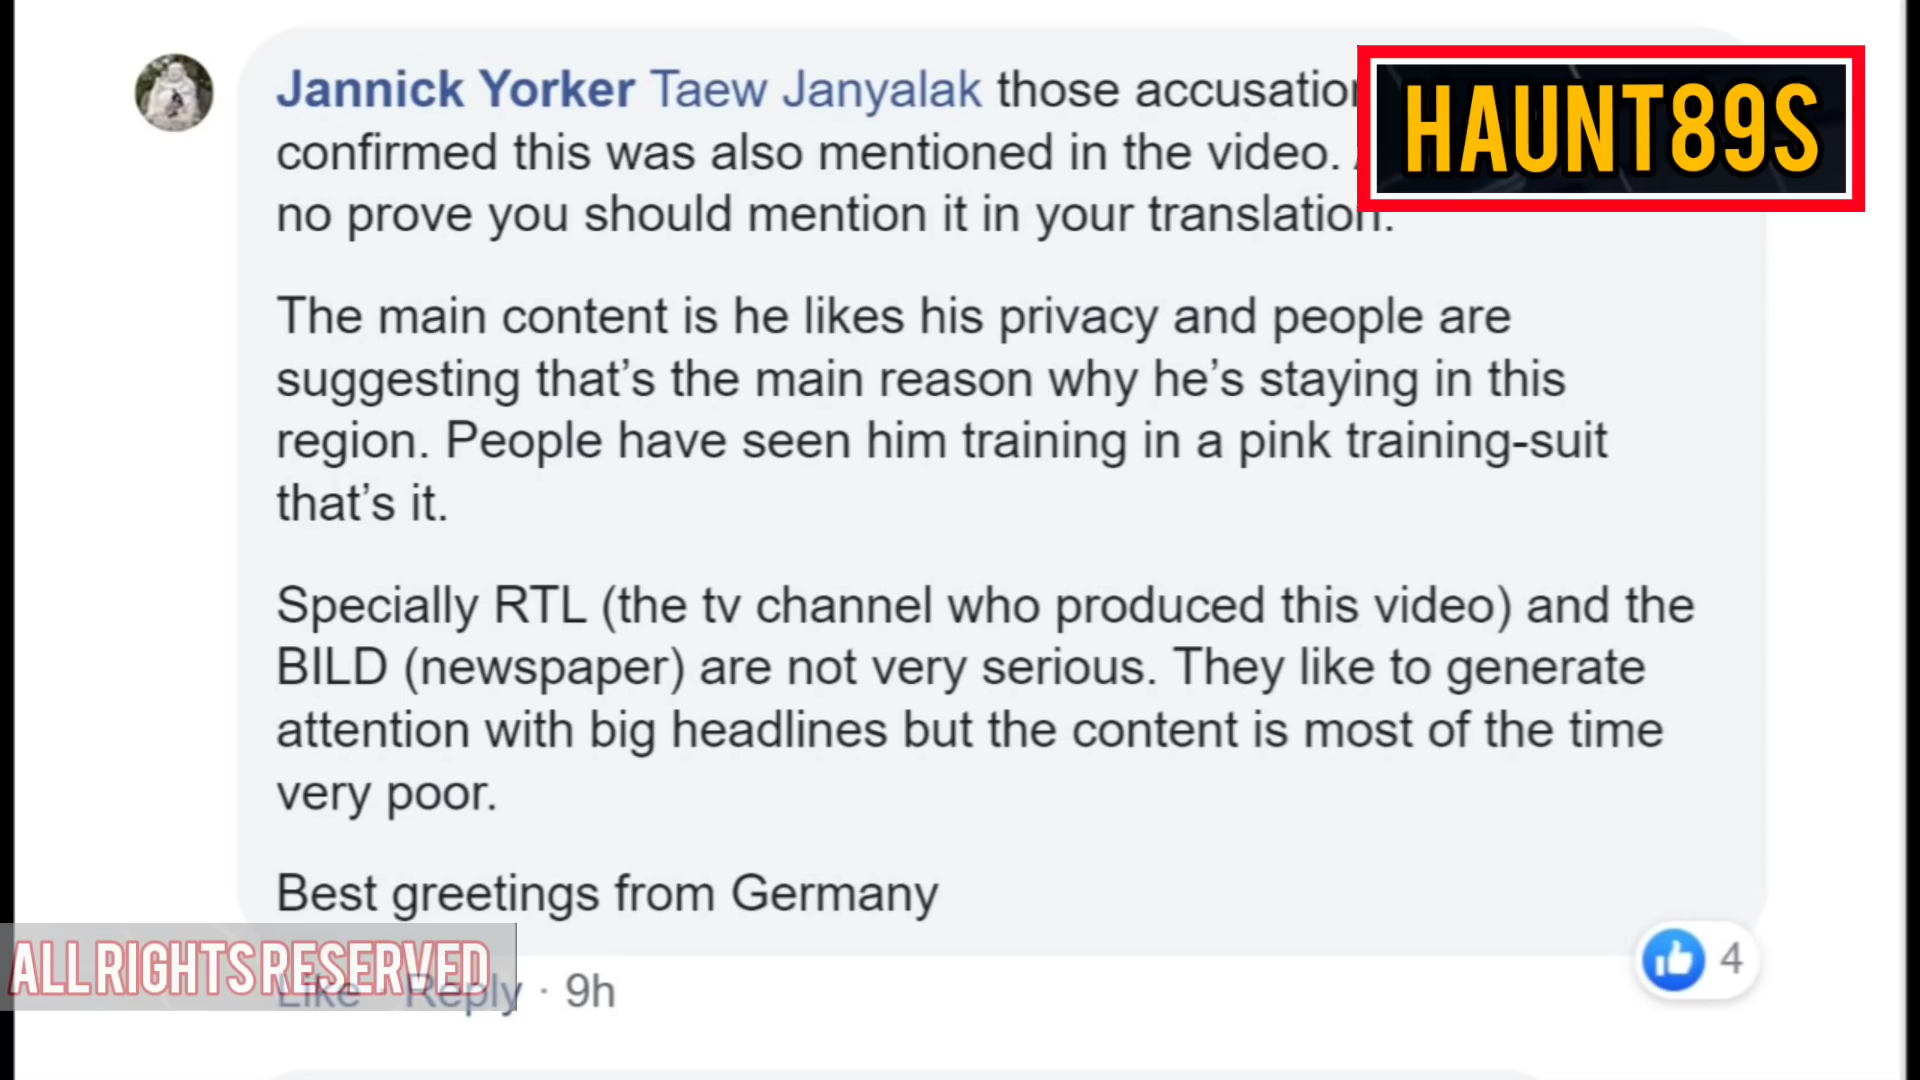 Jannick Yorker Taew Janyalak those
HAUNT89S
confirmed this was also mentioned in the video.
no prove you should mention it in your translation.
The main content is he likes his privacy and people are
suggesting that's the main reason why he's staying in this
region. People have seen him training in a pink training-suit
that's it.
Specially RTL (the tv channel who produced this video) and the
BILD (newspaper) are not very serious. They like to generate
attention with big headlines but the content is most of the time
very poor.
Best greetings from Germany
ALL RIGHTS RESERVED
Like · Reply · 9h
4